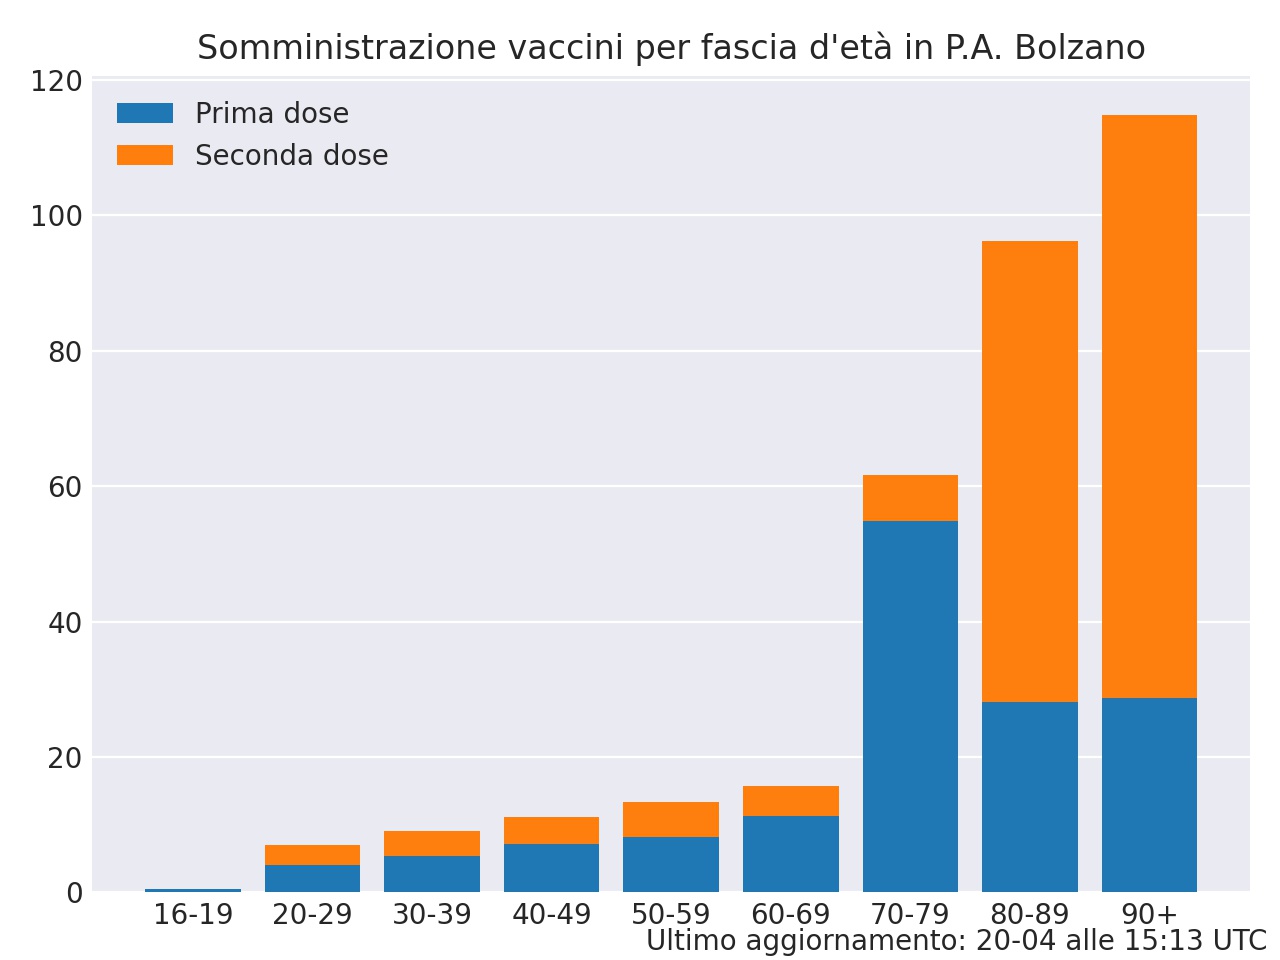 Somministrazione vaccini per fascia d'età in P.A. Bolzano
120
100
80
60
40
20
0
Prima dose
Seconda dose
16-19 20-29 30-39 40-49 50-59 60-69 70-79 80-89 90+
Ultimo aggiornamento: 20-04 alle 15:13 UTC